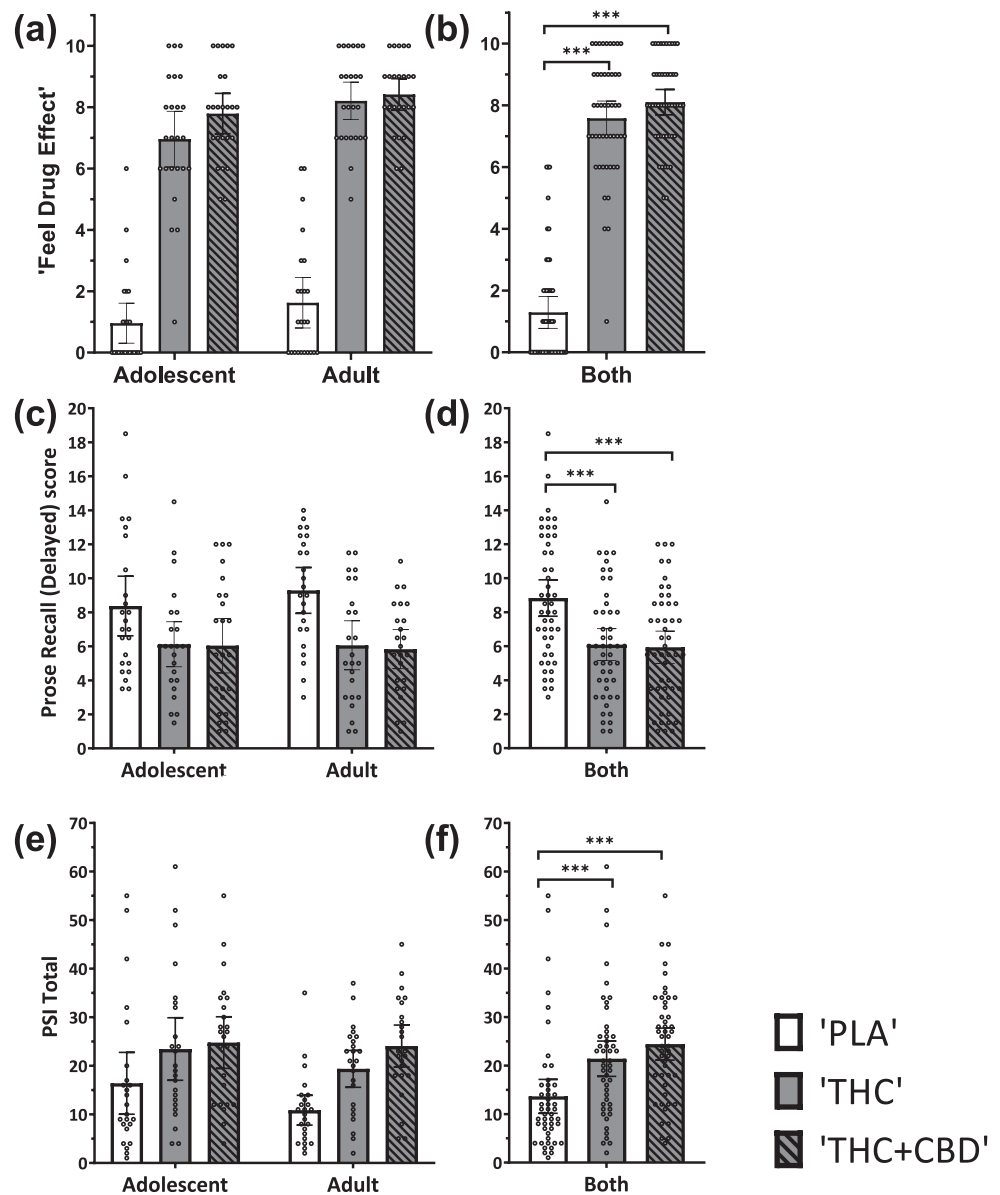 (a)
(b)
***
***
'Feel Drug Effect'
10
8
6
4
2
0
10
8
6
4
2
0
Adolescent
Adult
Both
(c)
(d)
***
***
Prose Recall (Delayed) score
20
18
16
14
12
10
8
6
4
2
0
20
18
16
14
12
10
8
6
4
2
0
Adolescent
Adult
Both
(e)
(f)
***
***
PSI Total
70
60
50
40
30
20
10
0
70
60
50
40
30
20
10
0
Adolescent
Adult
Both
'PLA'
'THC'
'THC+CBD'